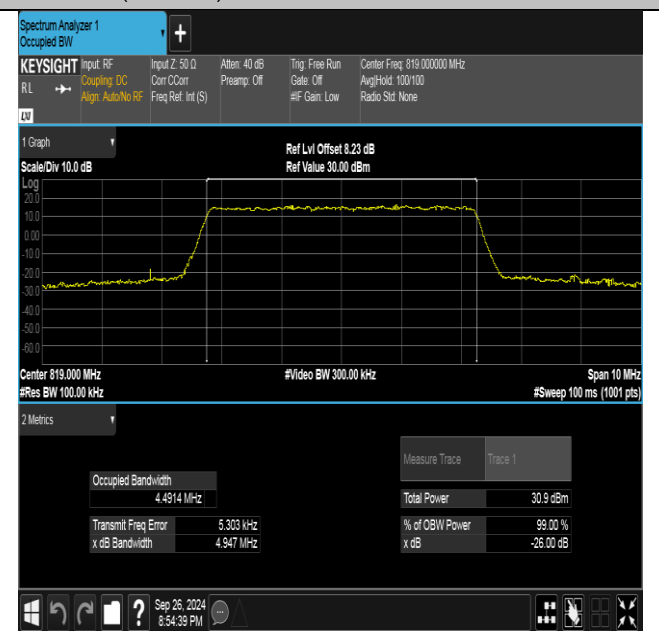 Spectrum Analyzer 1
Occupied BW
KEYSIGHT
RL
LXI
Input: RF
Coupling: DC
Align: Auto/No RF
Input Z: 50 Ω
Corr CCorr
Freq Ref: Int (S)
Atten: 40 dB
Preamp: Off
Trig: Free Run
Gate: Off
#IF Gain: Low
Center Freq: 819.000000 MHz
Avg|Hold: 100/100
Radio Std: None
1 Graph
Scale/Div 10.0 dB
Ref Lvl Offset 8.23 dB
Ref Value 30.00 dBm
Log
20.0
10.0
0.00
-10.0
-20.0
-30.0
-40.0
-50.0
-60.0
Center 819.000 MHz
#Res BW 100.00 kHz
#Video BW 300.00 kHz
Span 10 MHz
#Sweep 100 ms (1001 pts)
2 Metrics
Measure Trace
Trace 1
Occupied Bandwidth
4.4914 MHz
Total Power 30.9 dBm
Transmit Freq Error 5.303 kHz
% of OBW Power 99.00 %
x dB Bandwidth 4.947 MHz
x dB -26.00 dB
?
Sep 26, 2024
8:54:39 PM